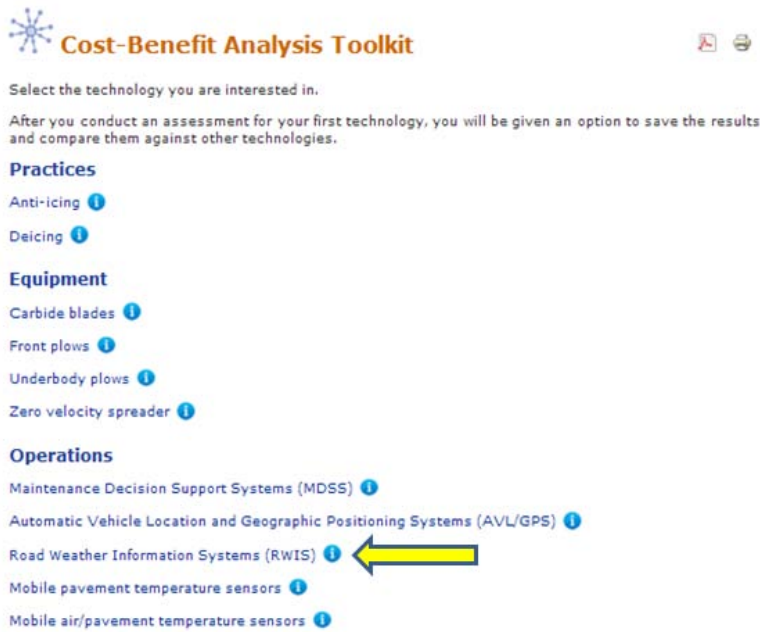 Cost-Benefit Analysis Toolkit
Select the technology you are interested in.
After you conduct an assessment for your first technology, you will be given an option to save the results
and compare them against other technologies.
Practices
Anti-icing
Deicing
Equipment
Carbide blades
Front plows
Underbody plows
Zero velocity spreader
Operations
Maintenance Decision Support Systems (MDSS)
Automatic Vehicle Location and Geographic Positioning Systems (AVL/GPS)
Road Weather Information Systems (RWIS)
Mobile pavement temperature sensors
Mobile air/pavement temperature sensors